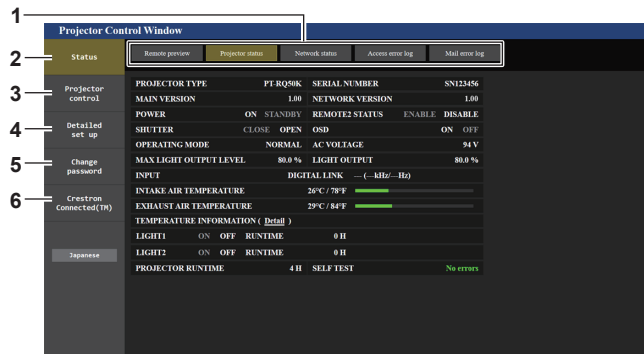 1
Projector Control Window
2
Status
Remote preview Projector status Network status Access error log Mail error log
3
Projector
control
4
Detailed
set up
5
Change
password
6
Crestron
Connected(TM)
Japanese
PROJECTOR TYPE PT-RQ50K SERIAL NUMBER SN123456
MAIN VERSION 1.00 NETWORK VERSION 1.00
POWER ON STANDBY REMOTE2 STATUS ENABLE DISABLE
SHUTTER CLOSE OPEN OSD ON OFF
OPERATING MODE NORMAL AC VOLTAGE 94 V
MAX LIGHT OUTPUT LEVEL 80.0 % LIGHT OUTPUT 80.0 %
INPUT DIGITAL LINK — (---kHz/---Hz)
INTAKE AIR TEMPERATURE 26°C / 78°F
EXHAUST AIR TEMPERATURE 29°C / 84°F
TEMPERATURE INFORMATION ( Detail )
LIGHT1 ON OFF RUNTIME 0 H
LIGHT2 ON OFF RUNTIME 0 H
PROJECTOR RUNTIME 4 H SELF TEST No errors